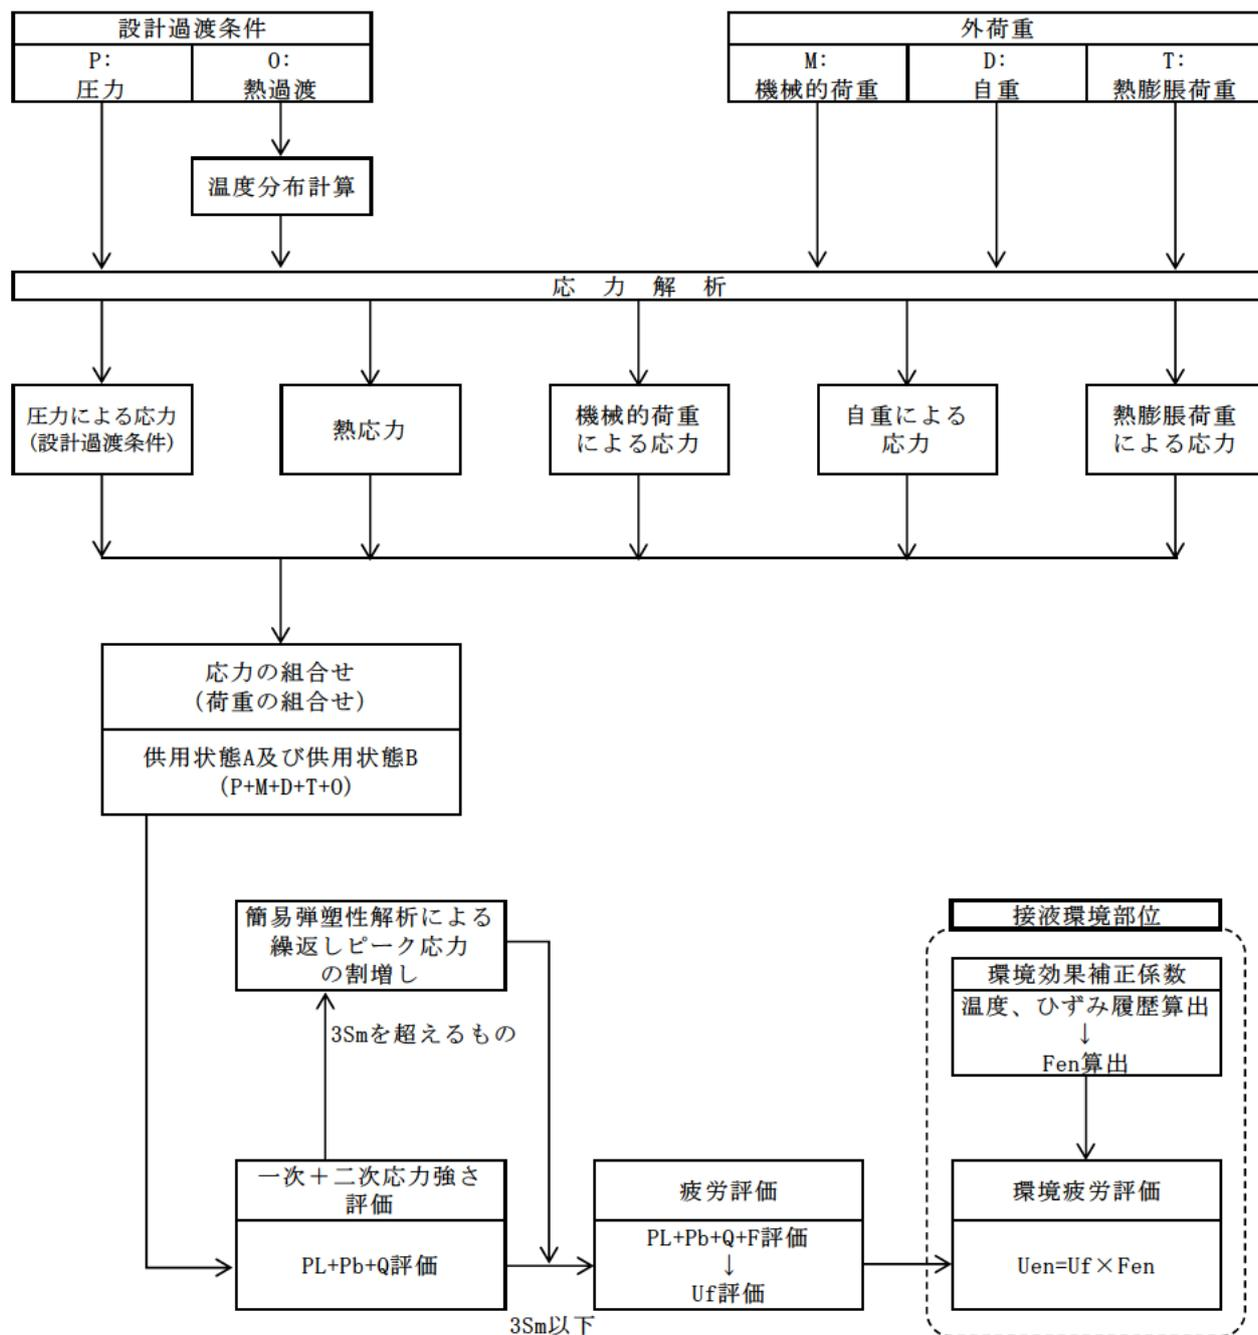 設計過渡条件
P:
圧力
O:
熱過渡
外荷重
M:
機械的荷重
D:
自重
T:
熱膨脹荷重
温度分布計算
応 力 解 析
圧力による応力
(設計過渡条件)
熱応力
機械的荷重
による応力
自重による
応力
熱膨脹荷重
による応力
応力の組合せ
(荷重の組合せ)
供用状態A及び供用状態B
(P+M+D+T+O)
簡易弾塑性解析による
繰返しピーク応力
の割増し
3Smを超えるもの
接液環境部位
環境効果補正係数
温度、ひずみ履歴算出
↓
Fen算出
一次＋二次応力強さ
評価
PL+Pb+Q評価
3Sm以下
疲労評価
PL+Pb+Q+F評価
↓
Uf評価
環境疲労評価
Uen=Uf×Fen